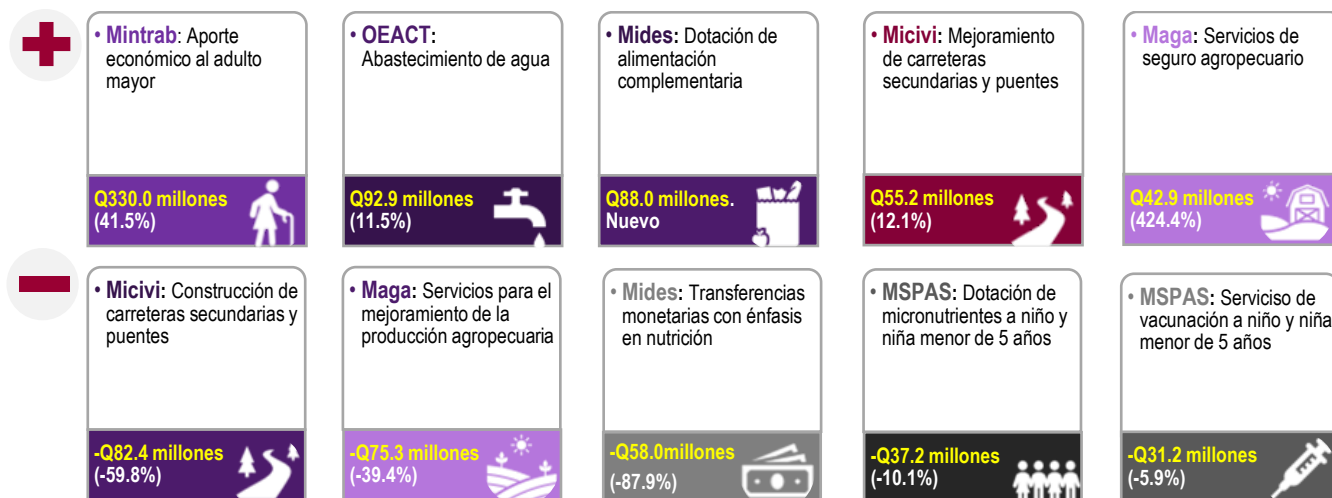 • Mintrab: Aporte
económico al adulto
mayor
Q330.0 millones
(41.5%)
• OEACT:
Abastecimiento de agua
Q92.9 millones
(11.5%)
• Mides: Dotación de
alimentación
complementaria
Q88.0 millones.
Nuevo
• Micivi: Mejoramiento
de carreteras
secundarias y puentes
Q55.2 millones
(12.1%)
• Maga: Servicios de
seguro agropecuario
Q42.9 millones
(424.4%)
• Micivi: Construcción de
carreteras secundarias y
puentes
-Q82.4 millones
(-59.8%)
• Maga: Servicios para el
mejoramiento de la
producción agropecuaria
-Q75.3 millones
(-39.4%)
• Mides: Transferencias
monetarias con énfasis
en nutrición
-Q58.0millones
(-87.9%)
• MSPAS: Dotación de
micronutrientes a niño y
niña menor de 5 años
-Q37.2 millones
(-10.1%)
• MSPAS: Serviciso de
vacunación a niño y niña
menor de 5 años
-Q31.2 millones
(-5.9%)